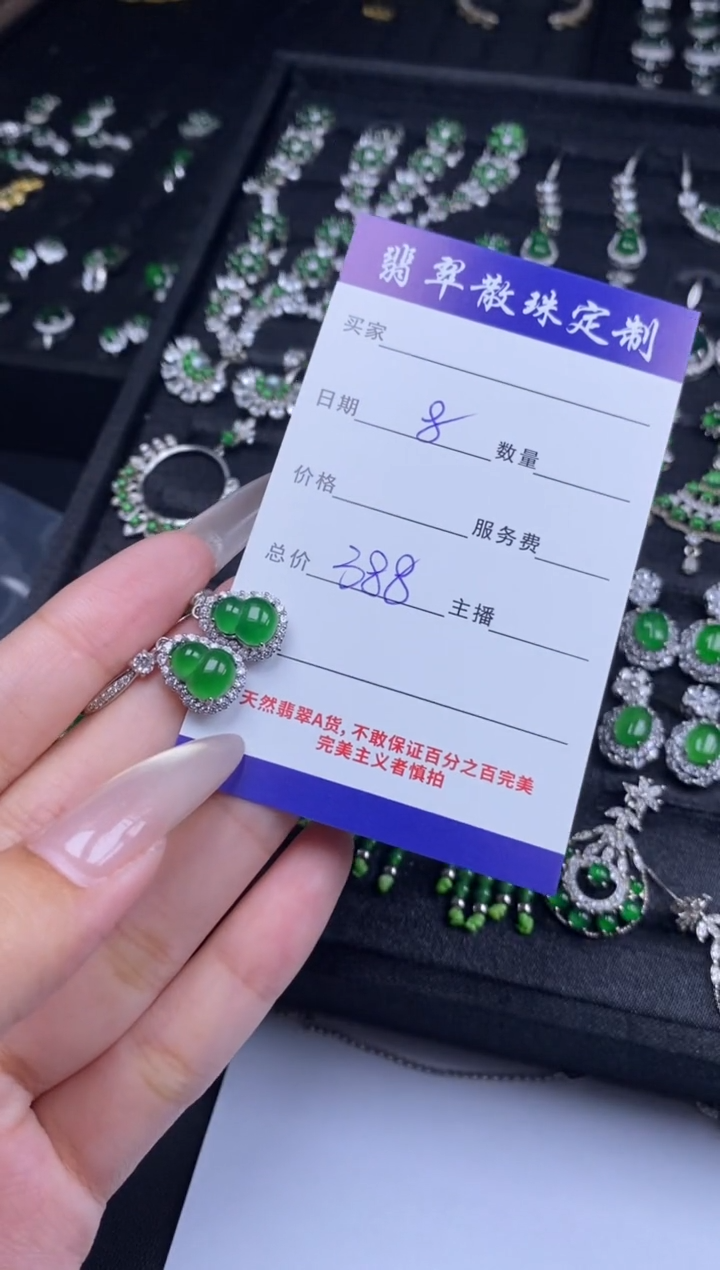 翡翠散珠定制
买家
日期 8 数量
价格 服务费
总价 388 主播
天然翡翠A货,不敢保证百分之百完美
完美主义者慎拍